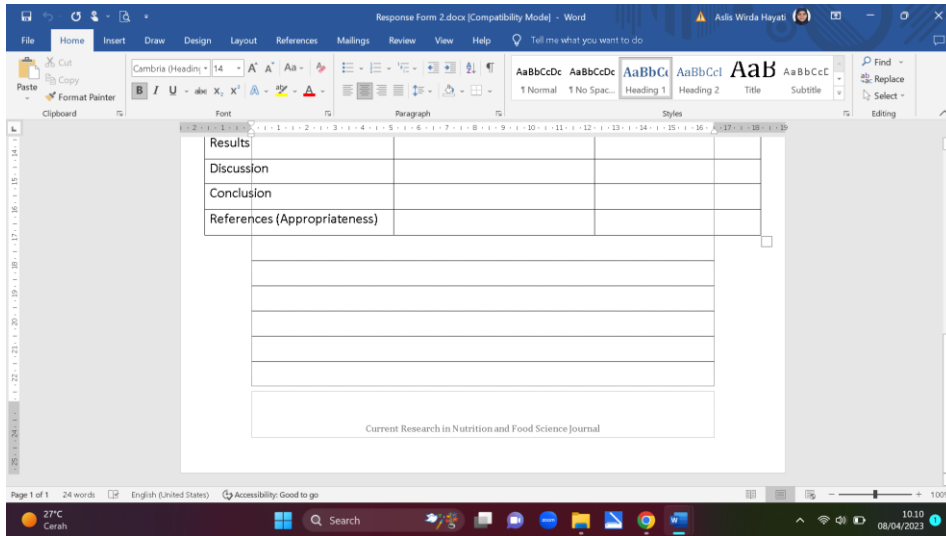 Response Form 2.docx [Compatibility Mode] - Word
Aslis Wirda Hayati
File Home Insert Draw Design Layout References Mailings Review View Help Tell me what you want to do
Paste
Cut
Copy
Format Painter
Clipboard
Cambria (Heading 14
Font
Paragraph
AaBbCcDc AaBbCcDc AaBbCc AaBbCcI AaB AaBbCcC
¶ Normal ¶ No Spac... Heading 1 Heading 2 Title Subtitle
Styles
Find
Replace
Select
Editing
Results
Discussion
Conclusion
References (Appropriateness)
Current Research in Nutrition and Food Science Journal
Page 1 of 1 24 words English (United States) Accessibility: Good to go
27°C
Cerah
Search
zoom
10.10
08/04/2023